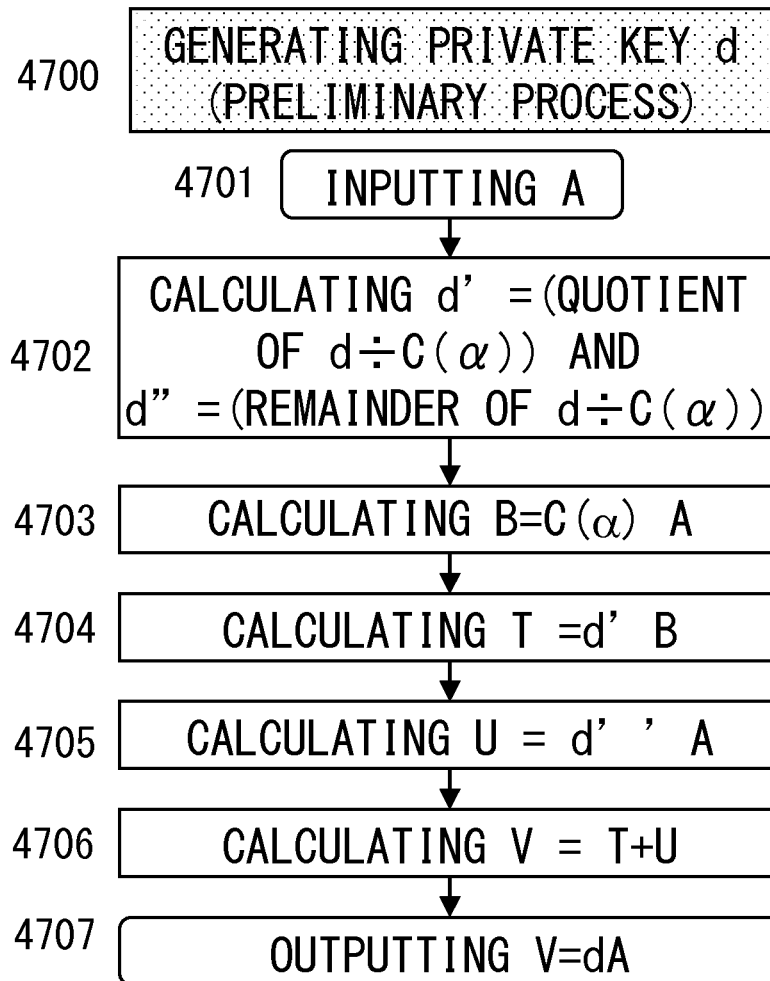 4700
GENERATING PRIVATE KEY d
(PRELIMINARY PROCESS)
4701
INPUTTING A
4702
CALCULATING d' =(QUOTIENT
OF d÷C(α)) AND
d” =(REMAINDER OF d÷C(α))
4703
CALCULATING B=C(α) A
4704
CALCULATING T =d' B
4705
CALCULATING U = d' ' A
4706
CALCULATING V = T+U
4707
OUTPUTTING V=dA